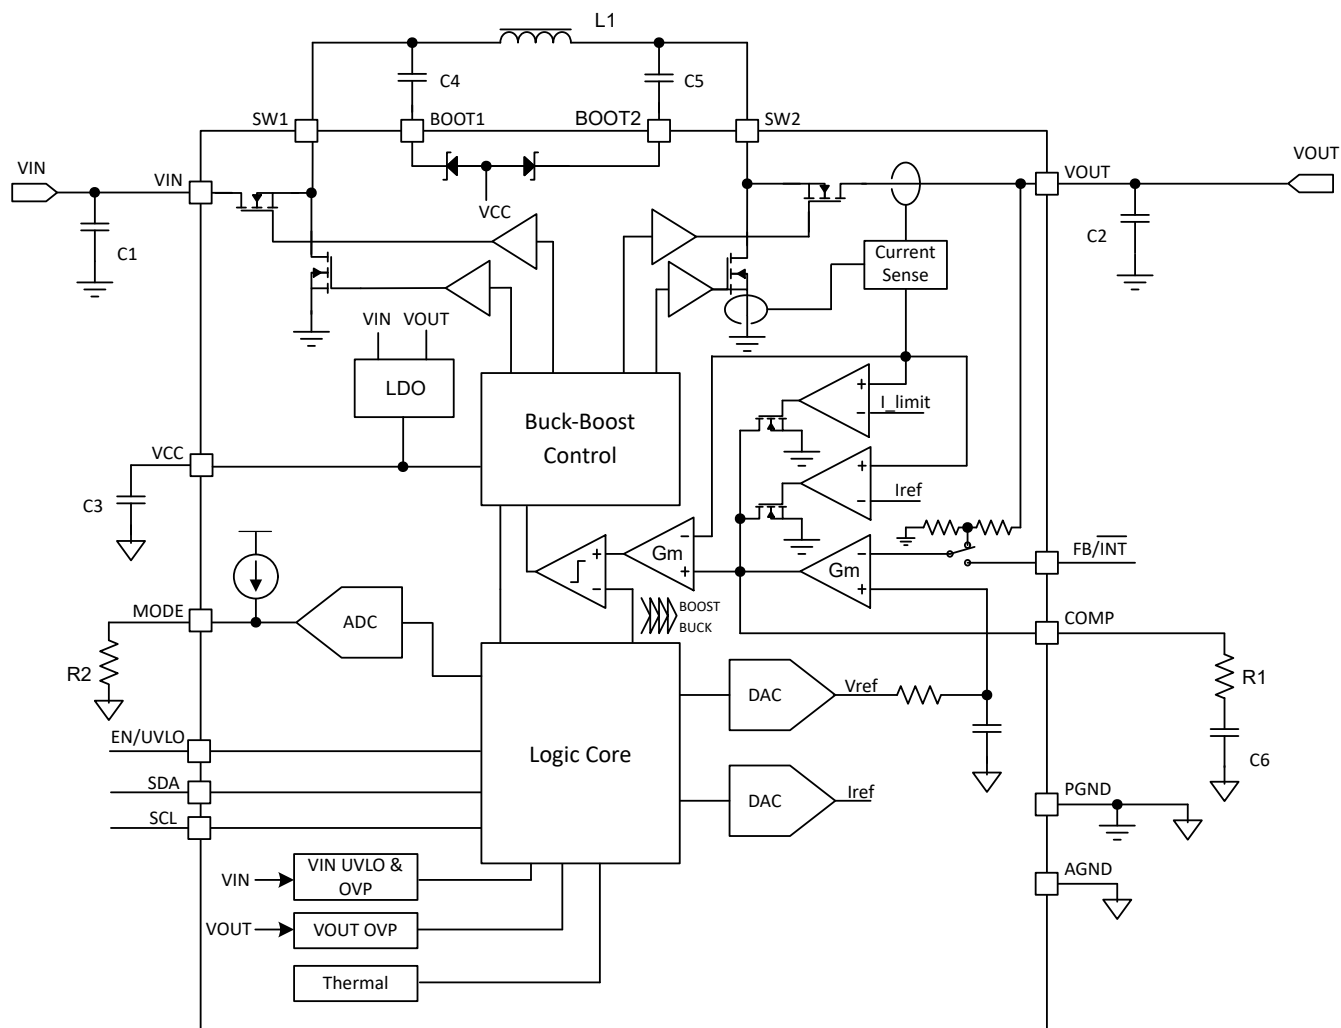 L1
C4
C5
SW1
BOOT1
BOOT2
SW2
VIN
VIN
VOUT
VOUT
VCC
C1
C2
Current
Sense
VIN
VOUT
LDO
I_limit
Buck-Boost
Control
VCC
Iref
C3
Gm
FB/INT
Gm
MODE
ADC
BOOST
BUCK
COMP
R2
DAC
Vref
R1
EN/UVLO
Logic Core
C6
SDA
DAC
Iref
PGND
SCL
VIN UVLO &
OVP
VIN
AGND
VOUT
VOUT OVP
Thermal